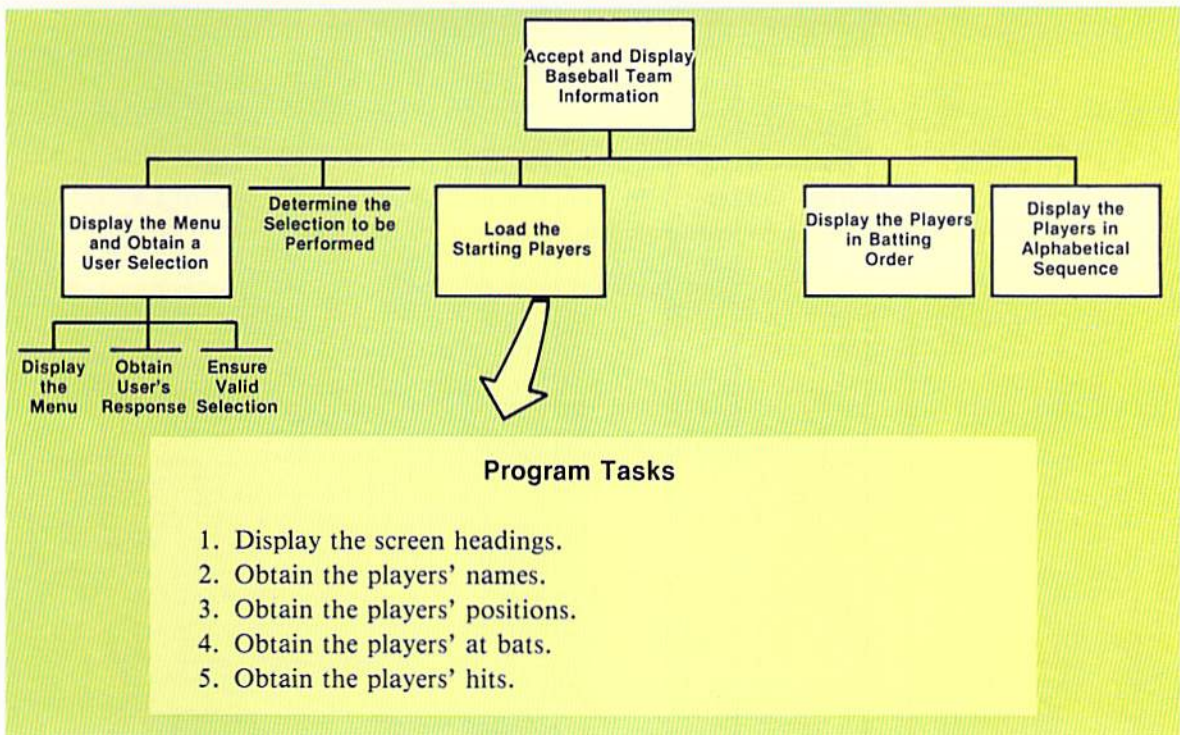 Accept and Display
Baseball Team
Information
Display the Menu
and Obtain a
User Selection
Determine the
Selection to be
Performed
Load the
Starting Players
Display the Players
in Batting
Order
Display the
Players in
Alphabetical
Sequence
Display
the
Menu
Obtain
User's
Response
Ensure
Valid
Selection
Program Tasks
1. Display the screen headings.
2. Obtain the players' names.
3. Obtain the players' positions.
4. Obtain the players' at bats.
5. Obtain the players' hits.